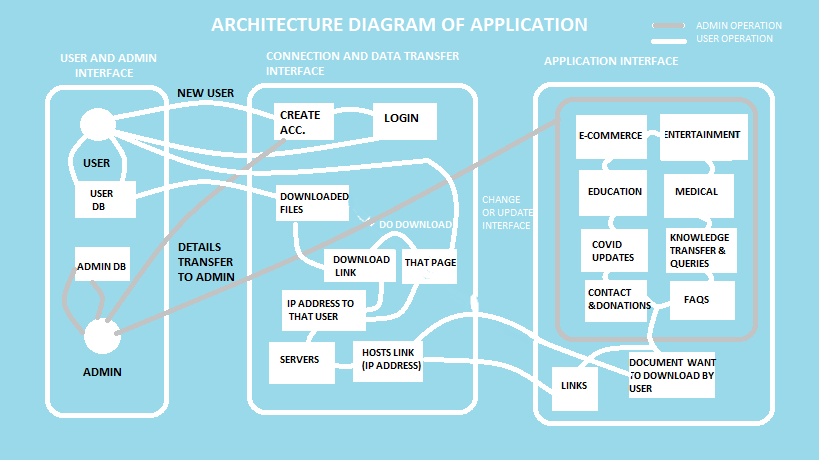 ARCHITECTURE DIAGRAM OF APPLICATION
ADMIN OPERATION
USER OPERATION
USER AND ADMIN
INTERFACE
CONNECTION AND DATA TRANSFER
INTERFACE
APPLICATION INTERFACE
NEW USER
USER
USER
DB
ADMIN DB
ADMIN
DETAILS
TRANSFER
TO ADMIN
CREATE
ACC.
LOGIN
DOWNLOADED
FILES
DO DOWNLOAD
DOWNLOAD
LINK
THAT PAGE
IP ADDRESS TO
THAT USER
SERVERS
HOSTS LINK
(IP ADDRESS)
CHANGE
OR UPDATE
INTERFACE
E-COMMERCE
ENTERTAINMENT
EDUCATION
MEDICAL
COVID
UPDATES
KNOWLEDGE
TRANSFER &
QUERIES
CONTACT
&DONATIONS
FAQS
LINKS
DOCUMENT WANT
TO DOWNLOAD BY
USER